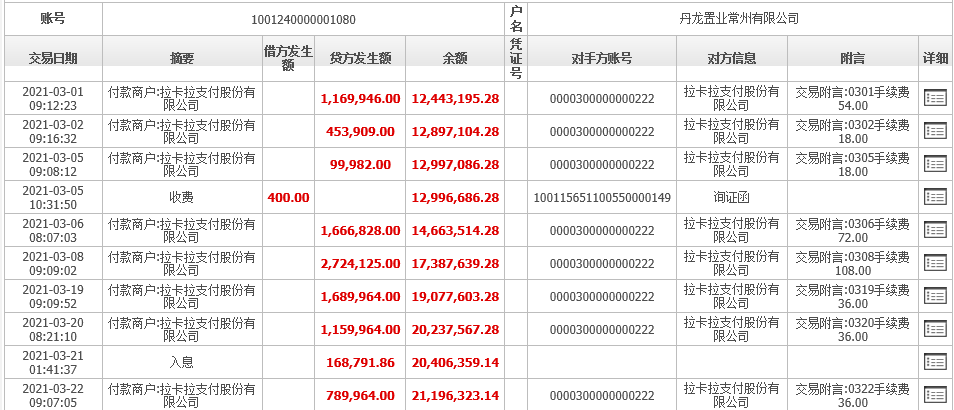 账号 1001240000001080 户名 丹龙置业常州有限公司
交易日期 摘要 借方发生额 贷方发生额 余额 凭证号 对手方账号 对方信息 附言 详细
2021-03-01 09:12:23 付款商户:拉卡拉支付股份有限公司 1,169,946.00 12,443,195.28 0000300000000222 拉卡拉支付股份有限公司 交易附言:0301手续费54.00
2021-03-02 09:16:32 付款商户:拉卡拉支付股份有限公司 453,909.00 12,897,104.28 0000300000000222 拉卡拉支付股份有限公司 交易附言:0302手续费18.00
2021-03-05 09:08:12 付款商户:拉卡拉支付股份有限公司 99,982.00 12,997,086.28 0000300000000222 拉卡拉支付股份有限公司 交易附言:0305手续费18.00
2021-03-05 10:31:50 收费 400.00 12,996,686.28 100115651100550000149 询证函
2021-03-06 08:07:03 付款商户:拉卡拉支付股份有限公司 1,666,828.00 14,663,514.28 0000300000000222 拉卡拉支付股份有限公司 交易附言:0306手续费72.00
2021-03-08 09:09:02 付款商户:拉卡拉支付股份有限公司 2,724,125.00 17,387,639.28 0000300000000222 拉卡拉支付股份有限公司 交易附言:0308手续费108.00
2021-03-19 09:09:52 付款商户:拉卡拉支付股份有限公司 1,689,964.00 19,077,603.28 0000300000000222 拉卡拉支付股份有限公司 交易附言:0319手续费36.00
2021-03-20 08:21:10 付款商户:拉卡拉支付股份有限公司 1,159,964.00 20,237,567.28 0000300000000222 拉卡拉支付股份有限公司 交易附言:0320手续费36.00
2021-03-21 01:41:37 入息 168,791.86 20,406,359.14
2021-03-22 09:07:05 付款商户:拉卡拉支付股份有限公司 789,964.00 21,196,323.14 0000300000000222 拉卡拉支付股份有限公司 交易附言:0322手续费36.00